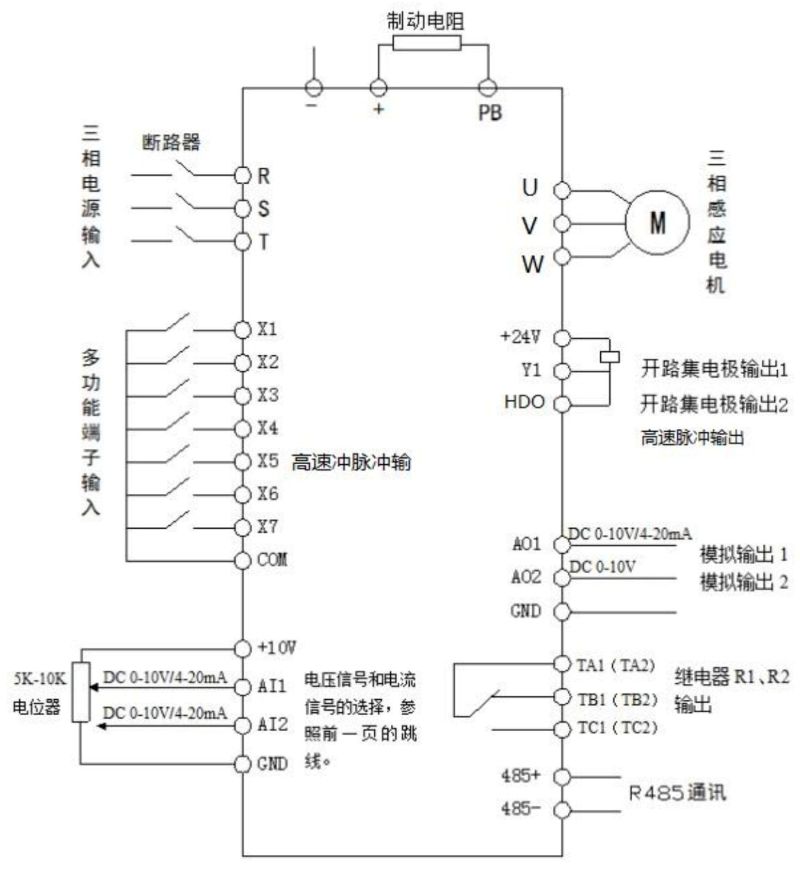 制动电阻
-
+
PB
三相电源输入
断路器
R
S
T
U
V
W
M
三相感应电机
多功能端子输入
X1
X2
X3
X4
X5 高速冲脉冲输
X6
X7
COM
+24V
Y1
HDO
开路集电极输出1
开路集电极输出2
高速脉冲输出
AO1
DC 0-10V/4-20mA
模拟输出 1
AO2
DC 0-10V
模拟输出 2
GND
+10V
5K-10K
电位器
DC 0-10V/4-20mA
AI1
DC 0-10V/4-20mA
AI2
GND
电压信号和电流
信号的选择，参
照前一页的跳
线。
TA1（TA2）
TB1（TB2）
TC1（TC2）
继电器 R1、R2
输出
485+
485-
R485通讯